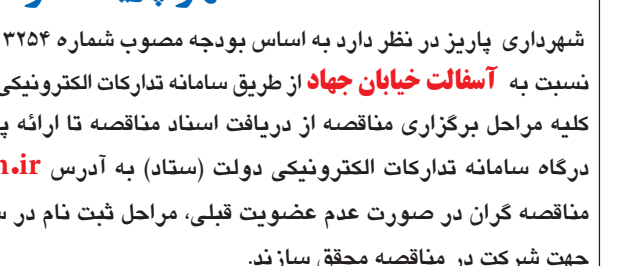 شهرداری پاریز در نظر دارد به اساس بودجه مصوب شماره ۳۲۵۴
نسبت به آسفالت خیابان جهاد از طریق سامانه تدارکات الکترونیکی
کلیه مراحل برگزاری مناقصه از دریافت اسناد مناقصه تا ارائه
درگاه سامانه تدارکات الکترونیکی دولت (ستاد) به آدرس n.ir
مناقصه گران در صورت عدم عضویت قبلی، مراحل ثبت نام در
جهت شرکت در مناقصه محقق سازند.